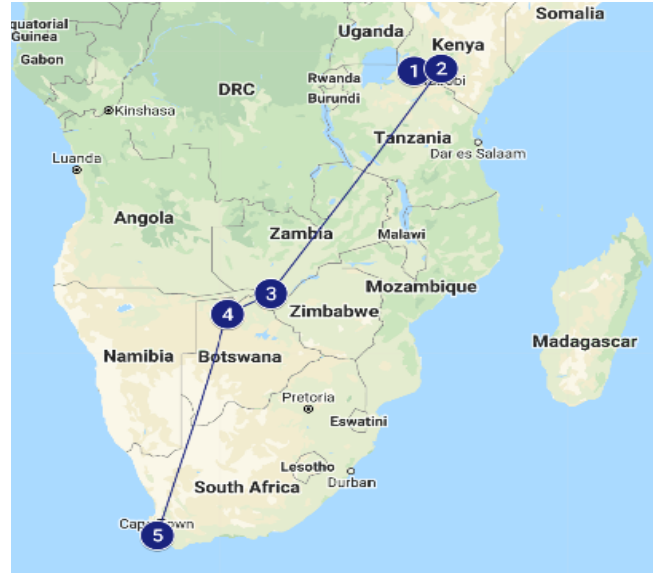 Somalia
quatorial
Guinea
Uganda
Kenya
Gabon
1
2
Rwanda
DRC
Burundi
Kinshasa
Tanzania
Dar es Salaam
Luanda
Angola
Zambia
Malawi
3
Mozambique
4
Zimbabwe
Madagascar
Namibia
Botswana
Pretoria
Eswatini
Lesotho
South Africa
Durban
5